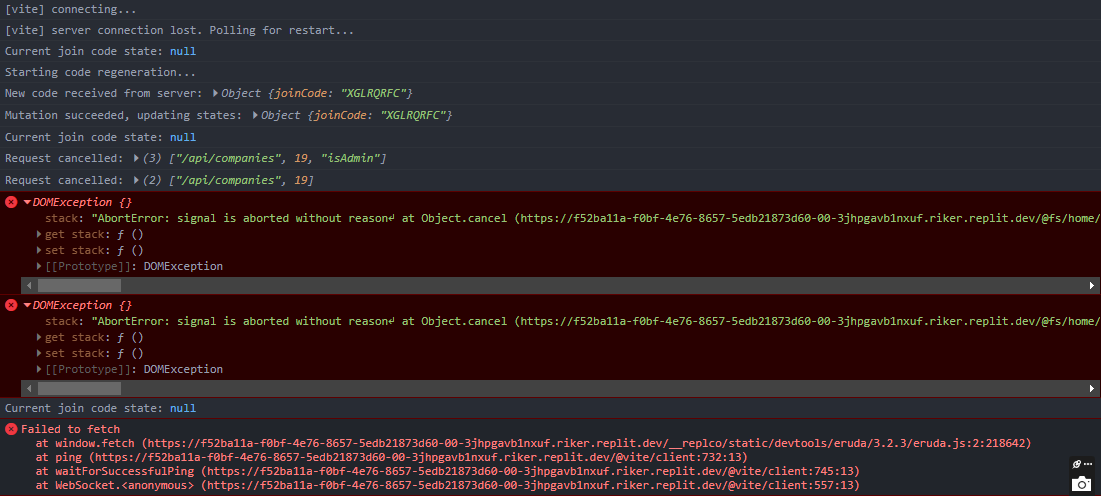 [vite] connecting...
[vite] server connection lost. Polling for restart...
Current join code state: null
Starting code regeneration...
New code received from server: ▶Object {joinCode: "XGLRQRFC"}
Mutation succeeded, updating states: ▶Object {joinCode: "XGLRQRFC"}
Current join code state: null
Request cancelled: ▶(3) ["/api/companies", 19, "isAdmin"]
Request cancelled: ▶(2) ["/api/companies", 19]
▼DOMException {}
stack: "AbortError: signal is aborted without reason↵ at Object.cancel (https://f52ba11a-f0bf-4e76-8657-5edb21873d60-00-3jhpgavb1nxuf.riker.replit.dev/@fs/home/
▶get stack: ƒ ()
▶set stack: ƒ ()
▶[[Prototype]]: DOMException
▼DOMException {}
stack: "AbortError: signal is aborted without reason↵ at Object.cancel (https://f52ba11a-f0bf-4e76-8657-5edb21873d60-00-3jhpgavb1nxuf.riker.replit.dev/@fs/home/
▶get stack: ƒ ()
▶set stack: ƒ ()
▶[[Prototype]]: DOMException
Current join code state: null
Failed to fetch
at window.fetch (https://f52ba11a-f0bf-4e76-8657-5edb21873d60-00-3jhpgavb1nxuf.riker.replit.dev/__replco/static/devtools/eruda/3.2.3/eruda.js:2:218642)
at ping (https://f52ba11a-f0bf-4e76-8657-5edb21873d60-00-3jhpgavb1nxuf.riker.replit.dev/@vite/client:732:13)
at waitForSuccessfulPing (https://f52ba11a-f0bf-4e76-8657-5edb21873d60-00-3jhpgavb1nxuf.riker.replit.dev/@vite/client:745:13)
at WebSocket.<anonymous> (https://f52ba11a-f0bf-4e76-8657-5edb21873d60-00-3jhpgavb1nxuf.riker.replit.dev/@vite/client:557:13)